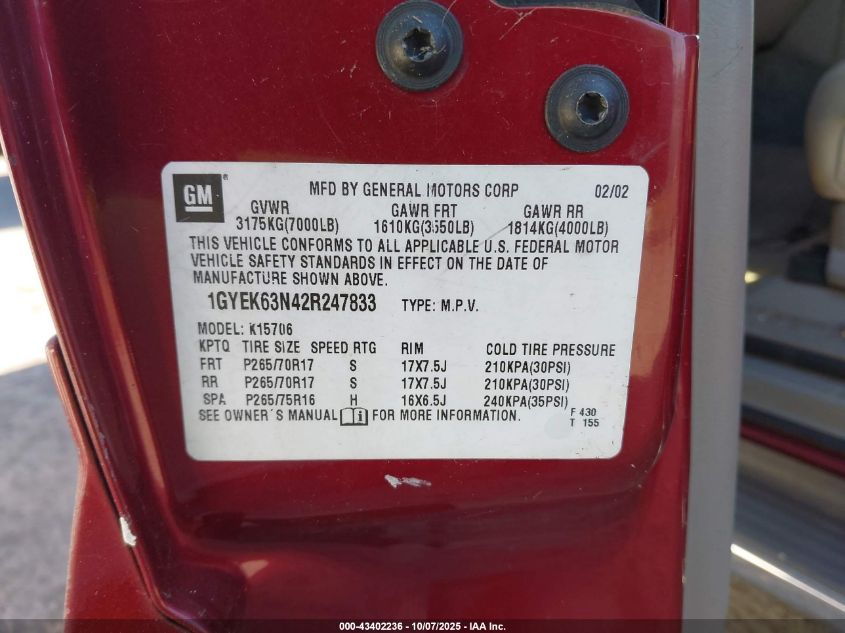 GM ®
MFD BY GENERAL MOTORS CORP 02/02
GVWR GAWR FRT GAWR RR
3175KG(7000LB) 1610KG(3550LB) 1814KG(4000LB)
THIS VEHICLE CONFORMS TO ALL APPLICABLE U.S. FEDERAL MOTOR
VEHICLE SAFETY STANDARDS IN EFFECT ON THE DATE OF
MANUFACTURE SHOWN ABOVE.
1GYEK63N42R247833 TYPE: M.P.V.
MODEL: K15706
KPTQ TIRE SIZE SPEED RTG RIM COLD TIRE PRESSURE
FRT P265/70R17 S 17X7.5J 210KPA(30PSI)
RR P265/70R17 S 17X7.5J 210KPA(30PSI)
SPA P265/75R16 H 16X6.5J 240KPA(35PSI)
SEE OWNER´S MANUAL FOR MORE INFORMATION.
F 430
T 155
000-43402236 - 10/07/2025 - IAA Inc.